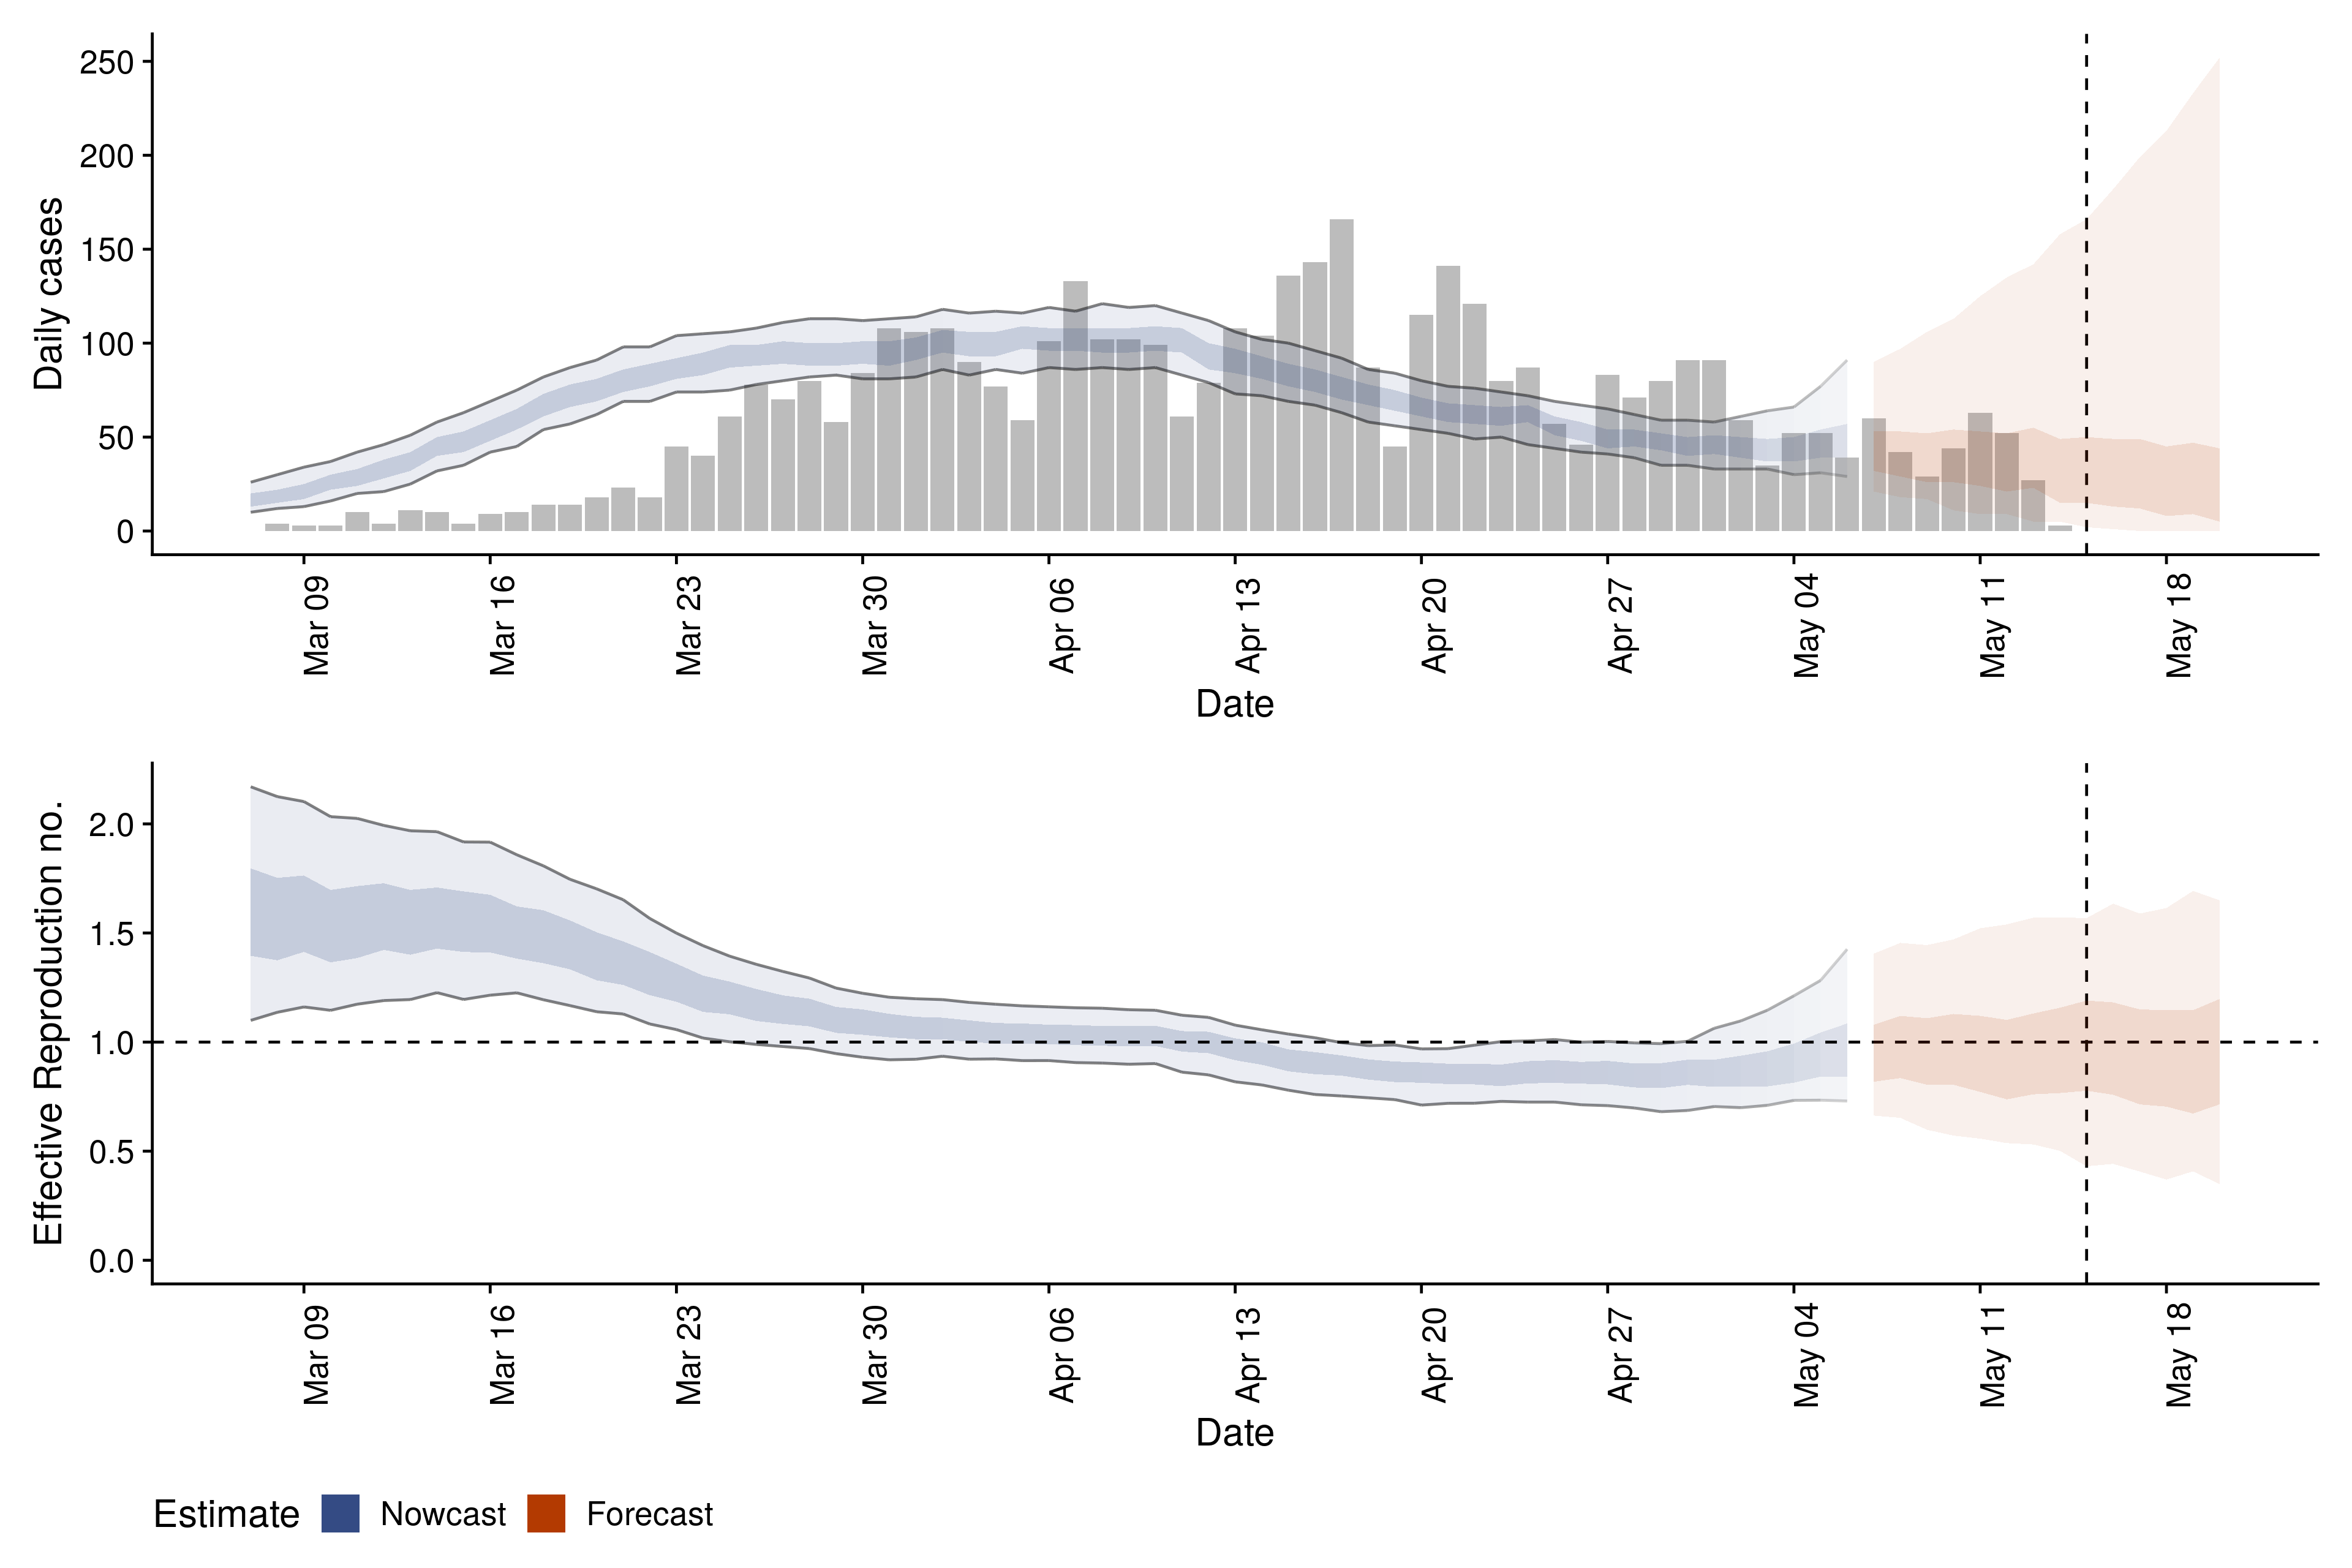 Daily cases
250
200
150
100
50
0
Mar 09
Mar 16
Mar 23
Mar 30
Apr 06
Apr 13
Apr 20
Apr 27
May 04
May 11
May 18
Date
Effective Reproduction no.
2.0
1.5
1.0
0.5
0.0
Mar 09
Mar 16
Mar 23
Mar 30
Apr 06
Apr 13
Apr 20
Apr 27
May 04
May 11
May 18
Date
Estimate Nowcast Forecast